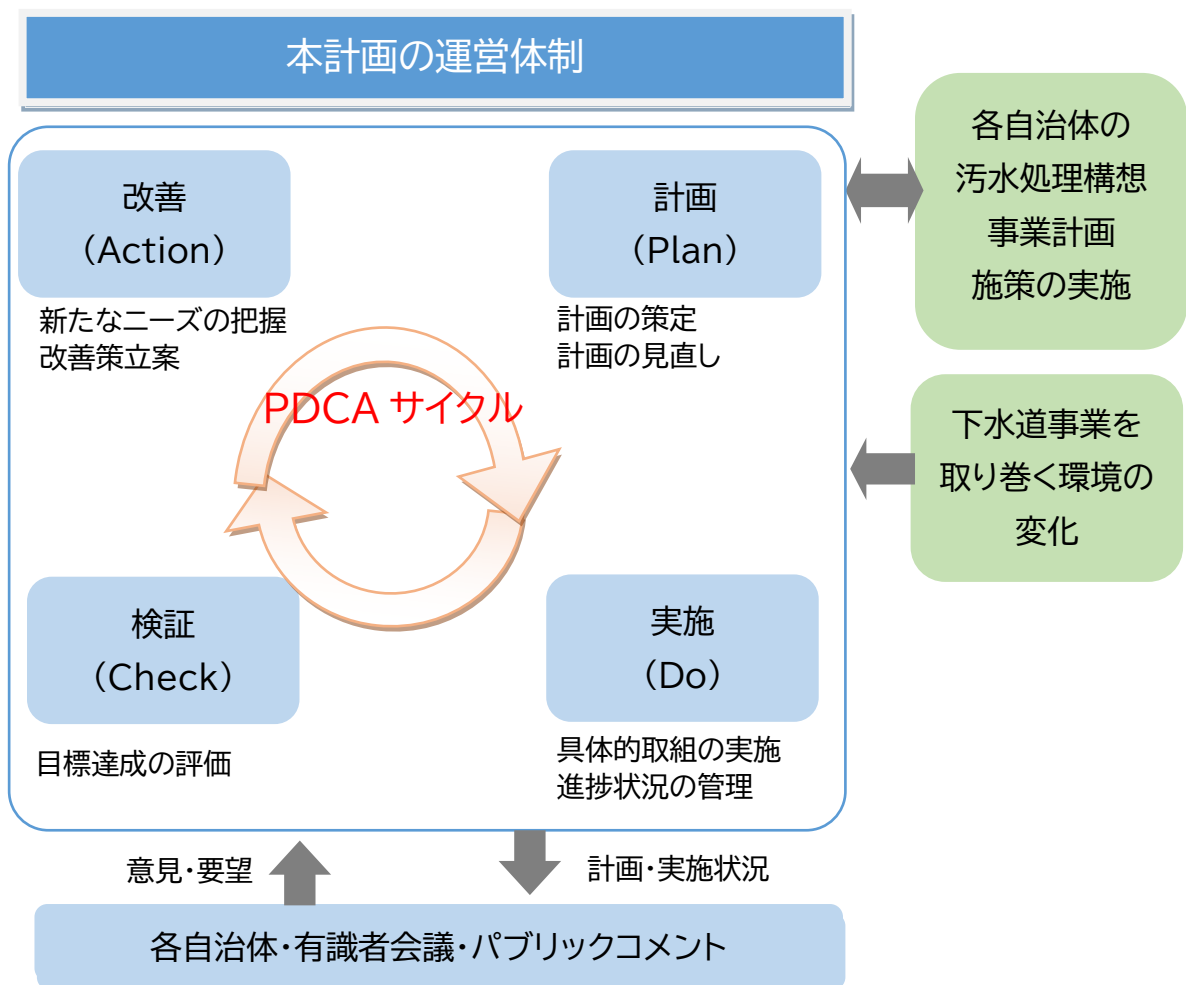 本計画の運営体制
改善
(Action)
新たなニーズの把握
改善策立案
計画
(Plan)
計画の策定
計画の見直し
PDCA サイクル
検証
(Check)
目標達成の評価
実施
(Do)
具体的取組の実施
進捗状況の管理
各自治体の
汚水処理構想
事業計画
施策の実施
下水道事業を
取り巻く環境の
変化
意見・要望
計画・実施状況
各自治体・有識者会議・パブリックコメント